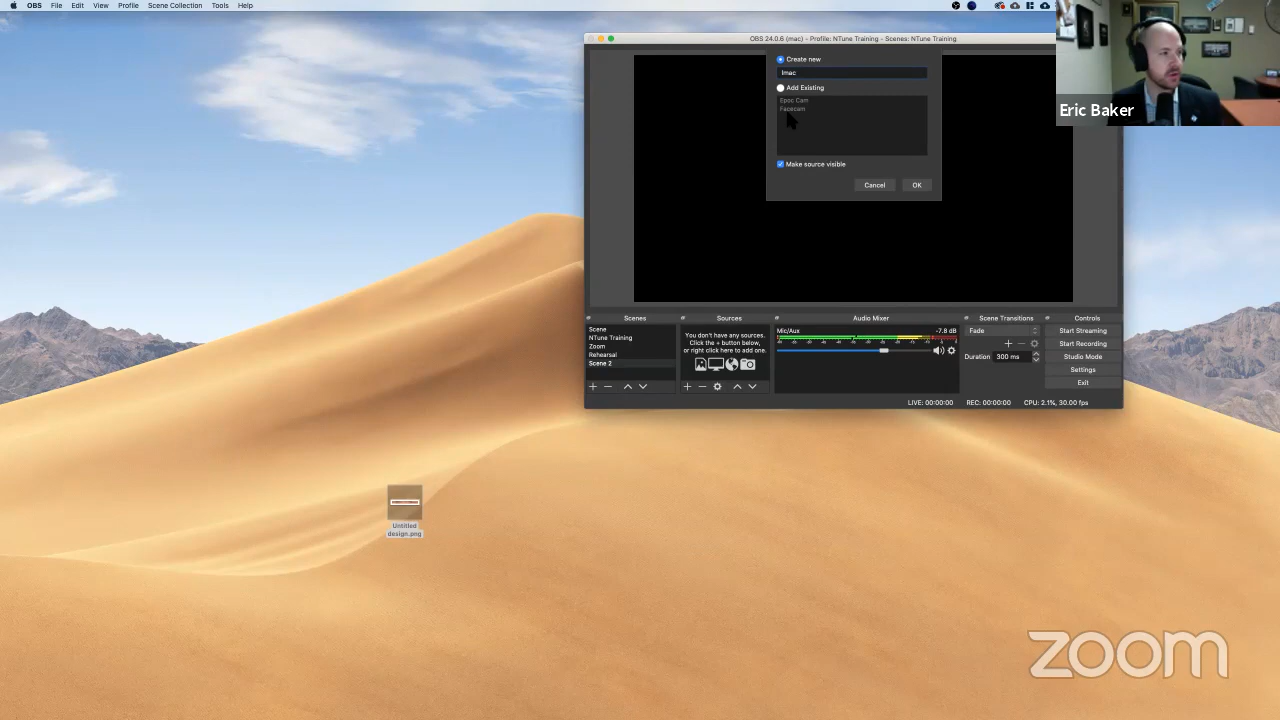 OBS File Edit View Profile Scene Collection Tools Help
OBS 24.0.6 (mac) - Profile: NTune Training - Scenes: NTune Training
Create new
Imac
Add Existing
Epoc Cam
Facecam
Make source visible
Cancel OK
Eric Baker
Scenes
Scene
NTune Training
Zoom
Rehearsal
Scene 2
Sources
You don't have any sources.
Click the + button below,
or right click here to add one.
Audio Mixer
Mic/Aux -7.8 dB
Scene Transitions
Fade
Duration 300 ms
Controls
Start Streaming
Start Recording
Studio Mode
Settings
Exit
LIVE: 00:00:00 REC: 00:00:00 CPU: 2.1%, 30.00 fps
Untitled
design.png
zoom